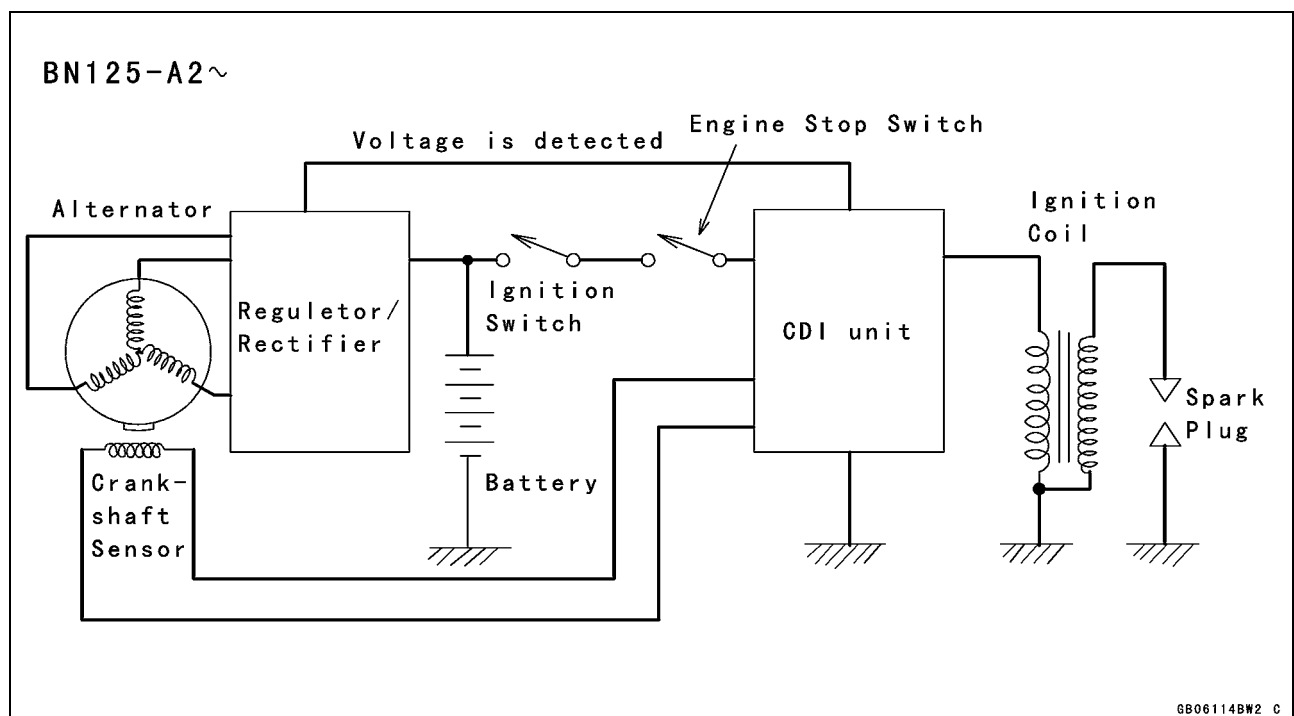 BN125-A2~
Engine Stop Switch
Voltage is detected
Alternator
Ignition
Coil
Reguletor/
Rectifier
Ignition
Switch
CDI unit
Spark
Plug
Battery
Crank-
shaft
Sensor
GB06114BW2 C